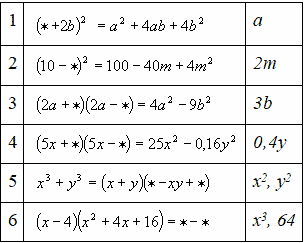 1 (*+2b)² = a² + 4ab + 4b² a
2 (10 − *)² = 100 − 40m + 4m² 2m
3 (2a + *)(2a − *) = 4a² − 9b² 3b
4 (5x + *)(5x − *) = 25x² − 0,16y² 0,4y
5 x³ + y³ = (x + y)(* − xy + *) x², y²
6 (x − 4)(x² + 4x + 16) = * − * x³, 64